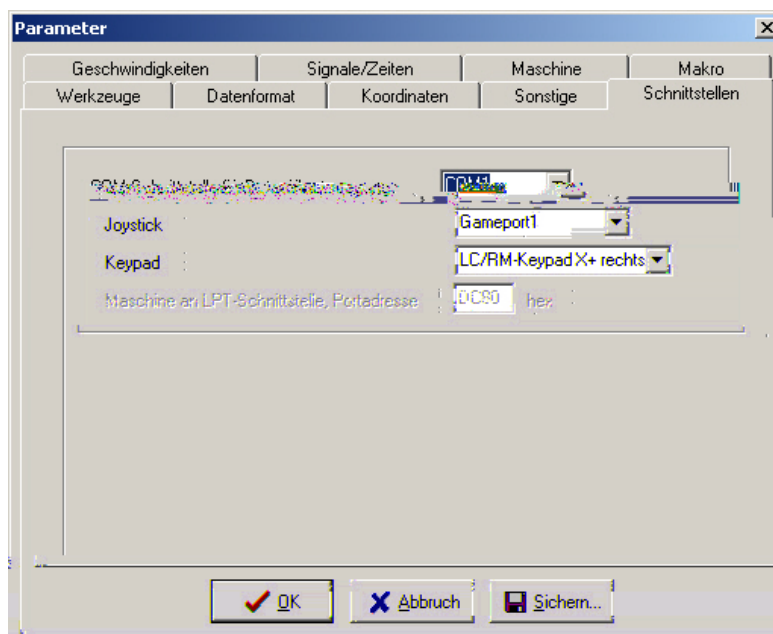 Parameter
Geschwindigkeiten Signale/Zeiten Maschine Makro
Werkzeuge Datenformat Koordinaten Sonstige Schnittstellen
Joystick Gameport1
Keypad LC/RM-Keypad X+ rechts
Maschine an LPT-Schnittstelle, Portadresse hex
OK Abbruch Sichern...